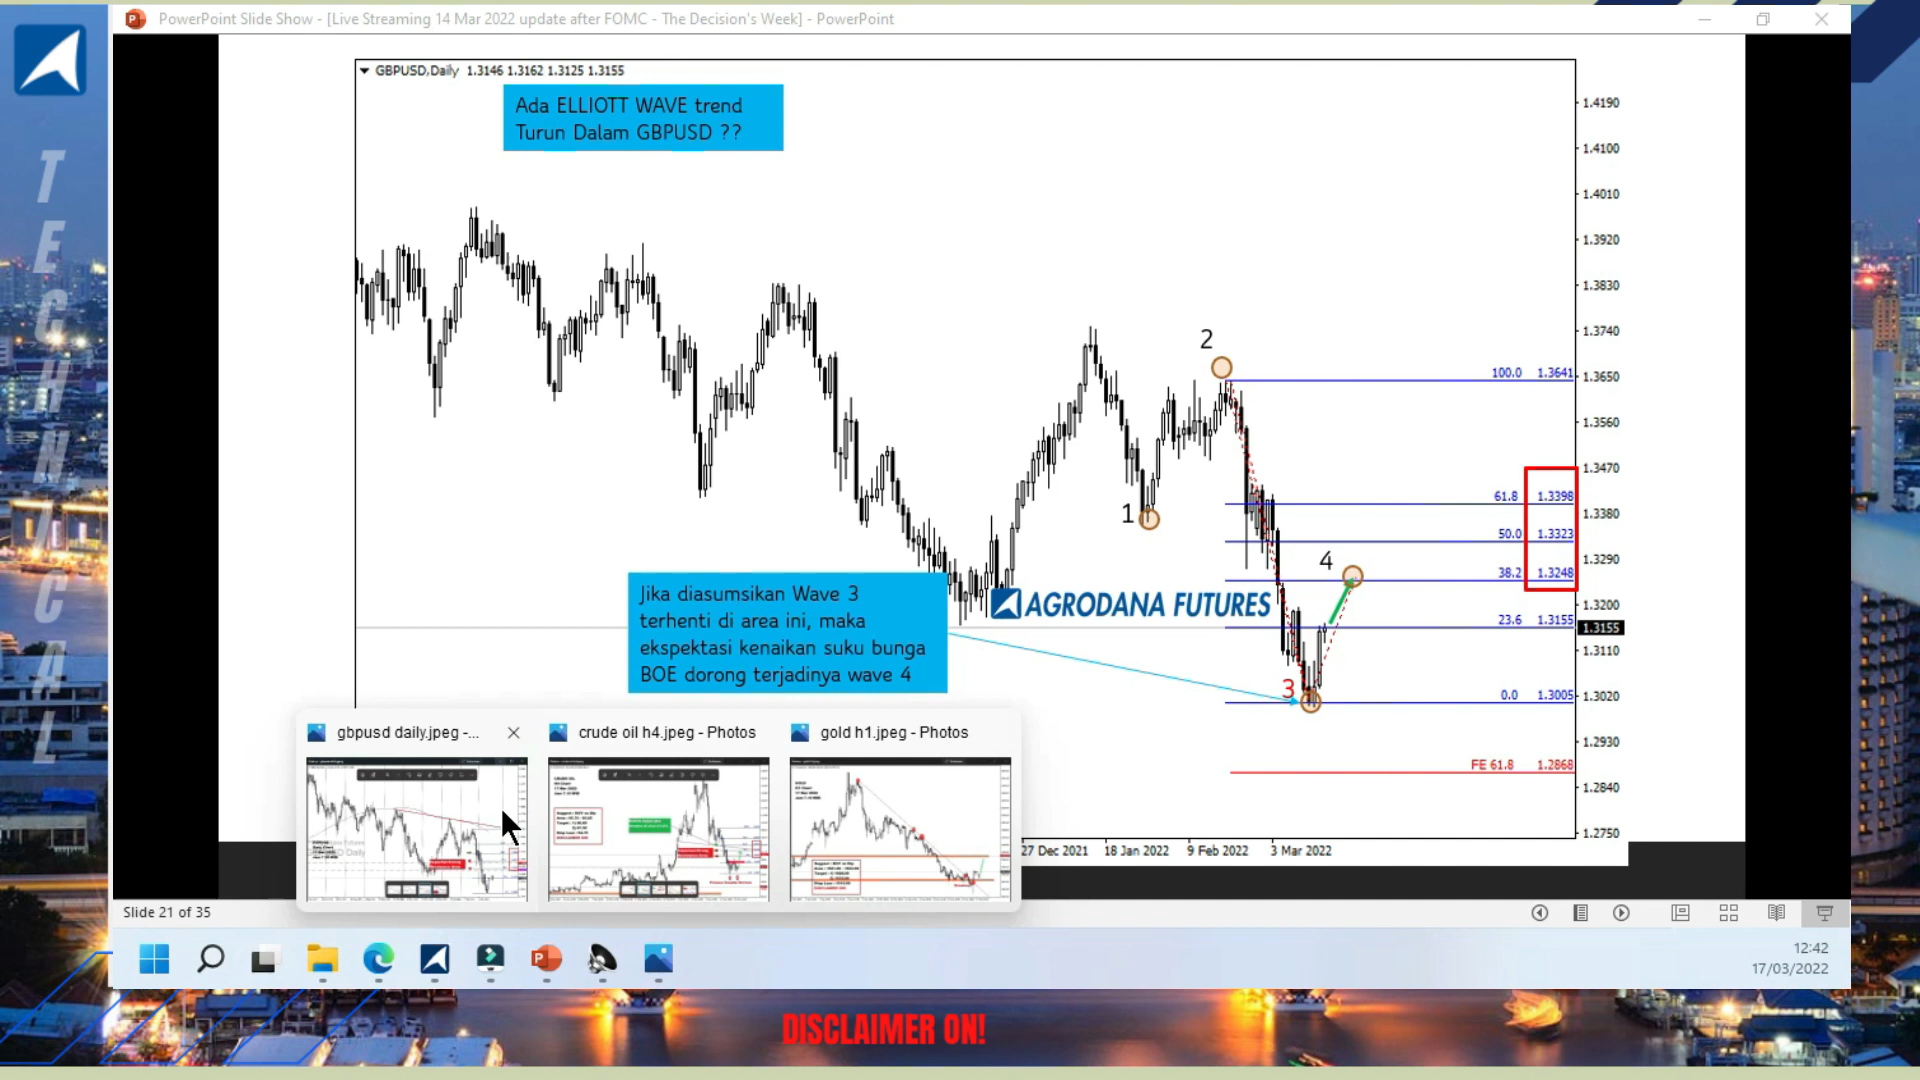 PowerPoint Slide Show - [Live Streaming 14 Mar 2022 update after FOMC - The Decision's Week] - PowerPoint
TECHNICAL
GBPUSD,Daily 1.3146 1.3162 1.3125 1.3155
Ada ELLIOTT WAVE trend
Turun Dalam GBPUSD ??
1.4190
1.4100
1.4010
1.3920
1.3830
1.3740
1.3650
1.3560
1.3470
1.3380
1.3290
1.3200
1.3155
1.3110
1.3020
1.2930
1.2840
1.2750
2
100.0 1.3641
61.8 1.3398
1
50.0 1.3323
4
38.2 1.3248
23.6 1.3155
3
0.0 1.3005
FE 61.8 1.2868
Jika diasumsikan Wave 3
terhenti di area ini, maka
ekspektasi kenaikan suku bunga
BOE dorong terjadinya wave 4
AGRODANA FUTURES
gbpusd daily.jpeg -...
crude oil h4.jpeg - Photos
gold h1.jpeg - Photos
27 Dec 2021 18 Jan 2022 9 Feb 2022 3 Mar 2022
Slide 21 of 35
12:42
17/03/2022
DISCLAIMER ON!